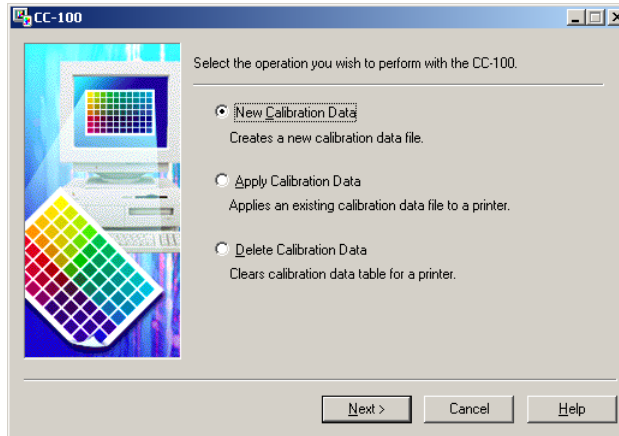 CC-100
Select the operation you wish to perform with the CC-100.
New Calibration Data
Creates a new calibration data file.
Apply Calibration Data
Applies an existing calibration data file to a printer.
Delete Calibration Data
Clears calibration data table for a printer.
Next >
Cancel
Help